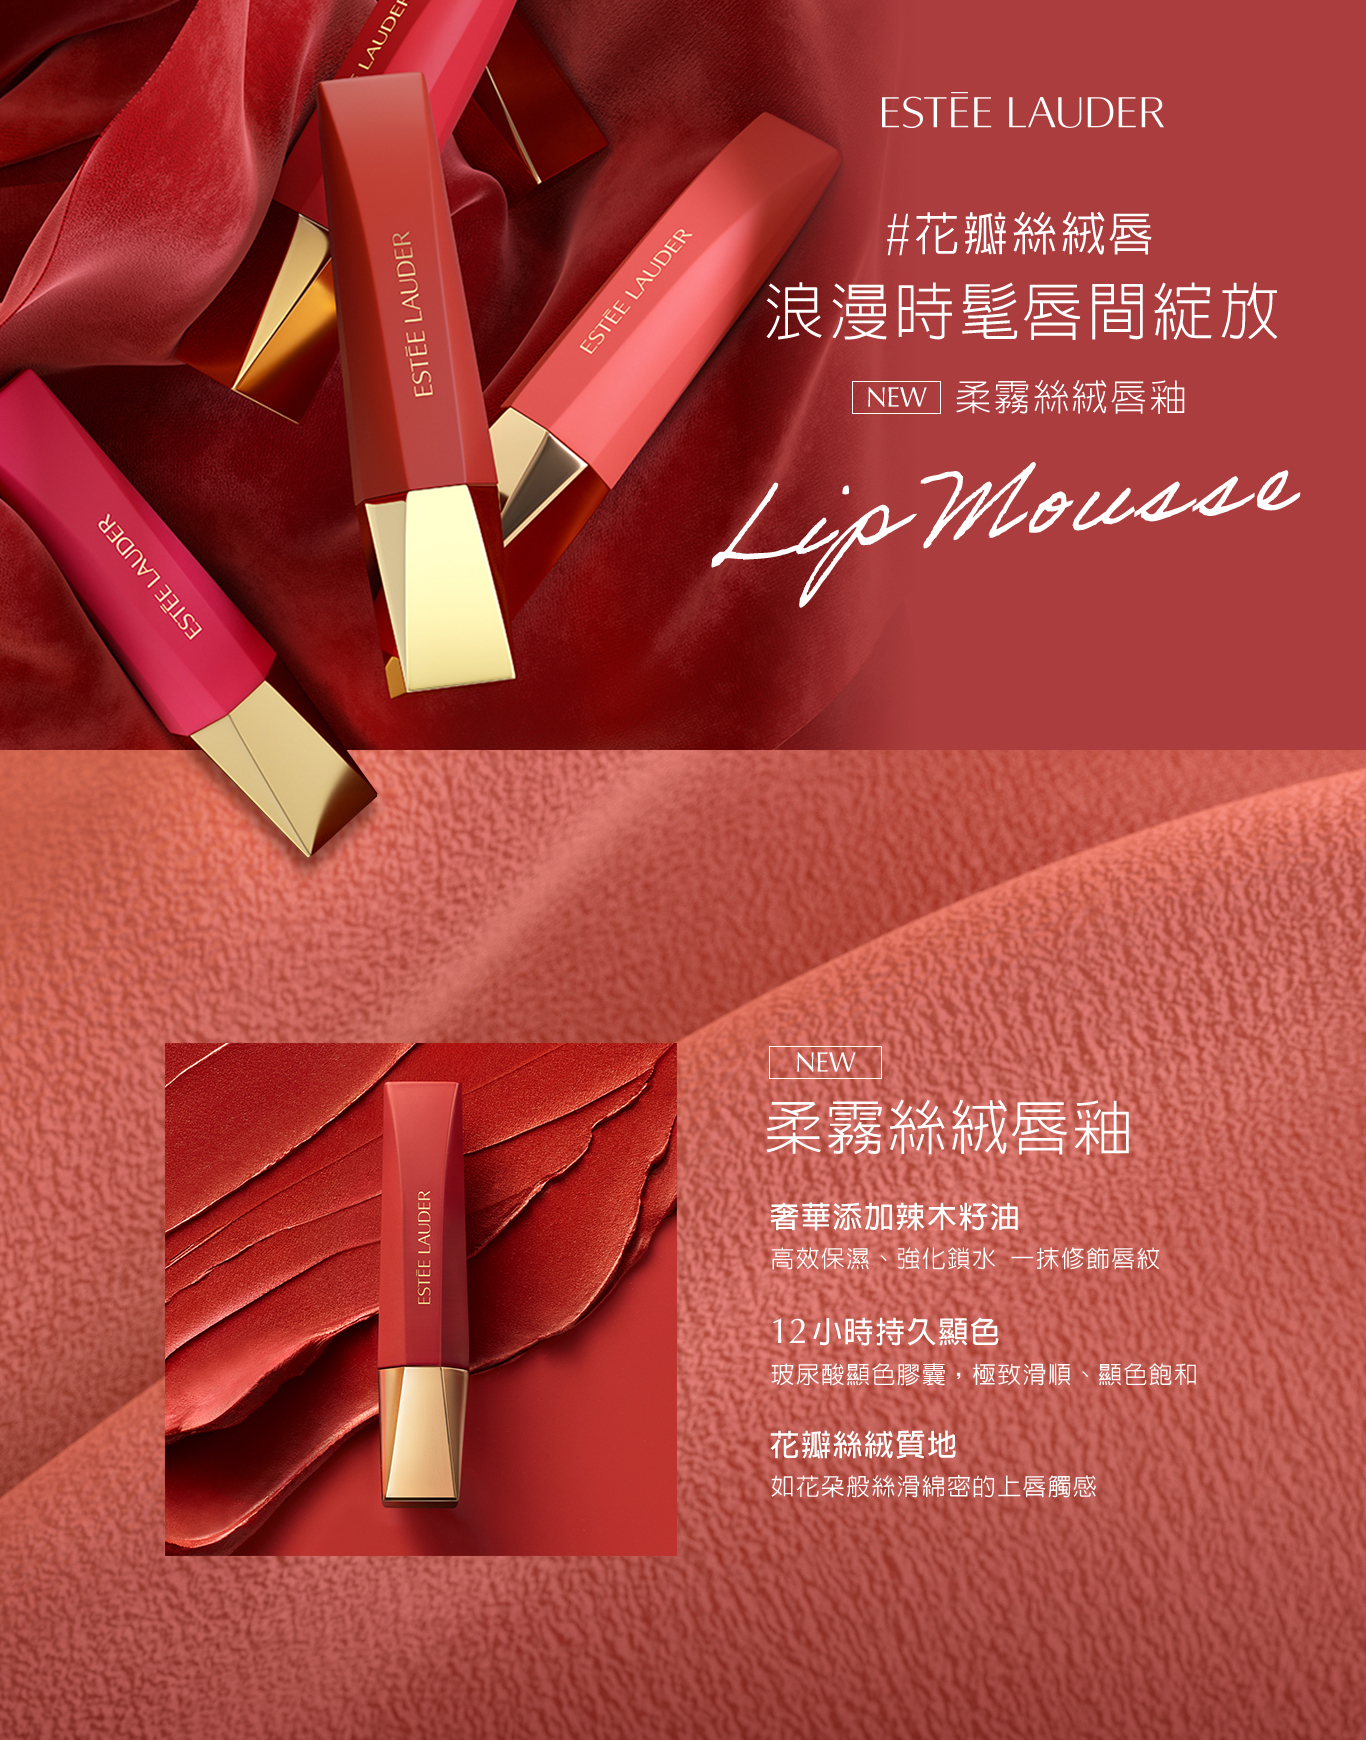 LAUDER
ESTĒE LAUDER
ESTĒE LAUDER
ESTĒE LAUDER
ESTĒE LAUDER
#花瓣絲絨唇
浪漫時髦唇間綻放
NEW 柔霧絲絨唇釉
Lip Mousse
ESTĒE LAUDER
NEW
柔霧絲絨唇釉
奢華添加辣木籽油
高效保濕、強化鎖水 一抹修飾唇紋
12小時持久顯色
玻尿酸顯色膠囊，極致滑順、顯色飽和
花瓣絲絨質地
如花朵般絲滑綿密的上唇觸感